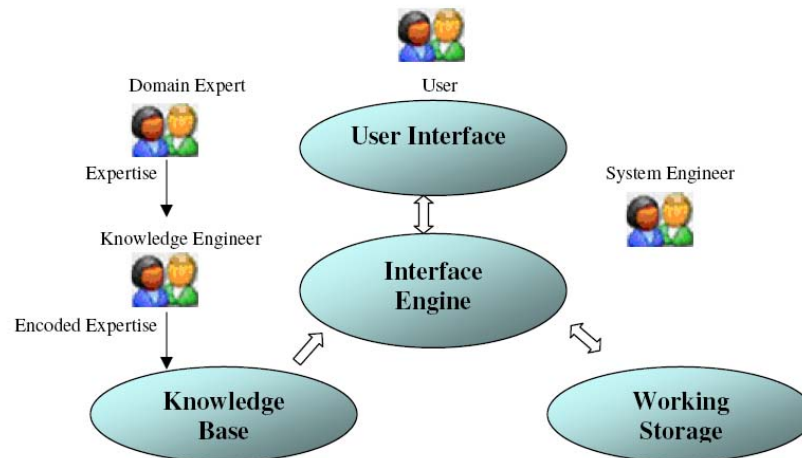 Domain Expert
User
User Interface
Expertise
System Engineer
Knowledge Engineer
Interface
Engine
Encoded Expertise
Knowledge
Base
Working
Storage